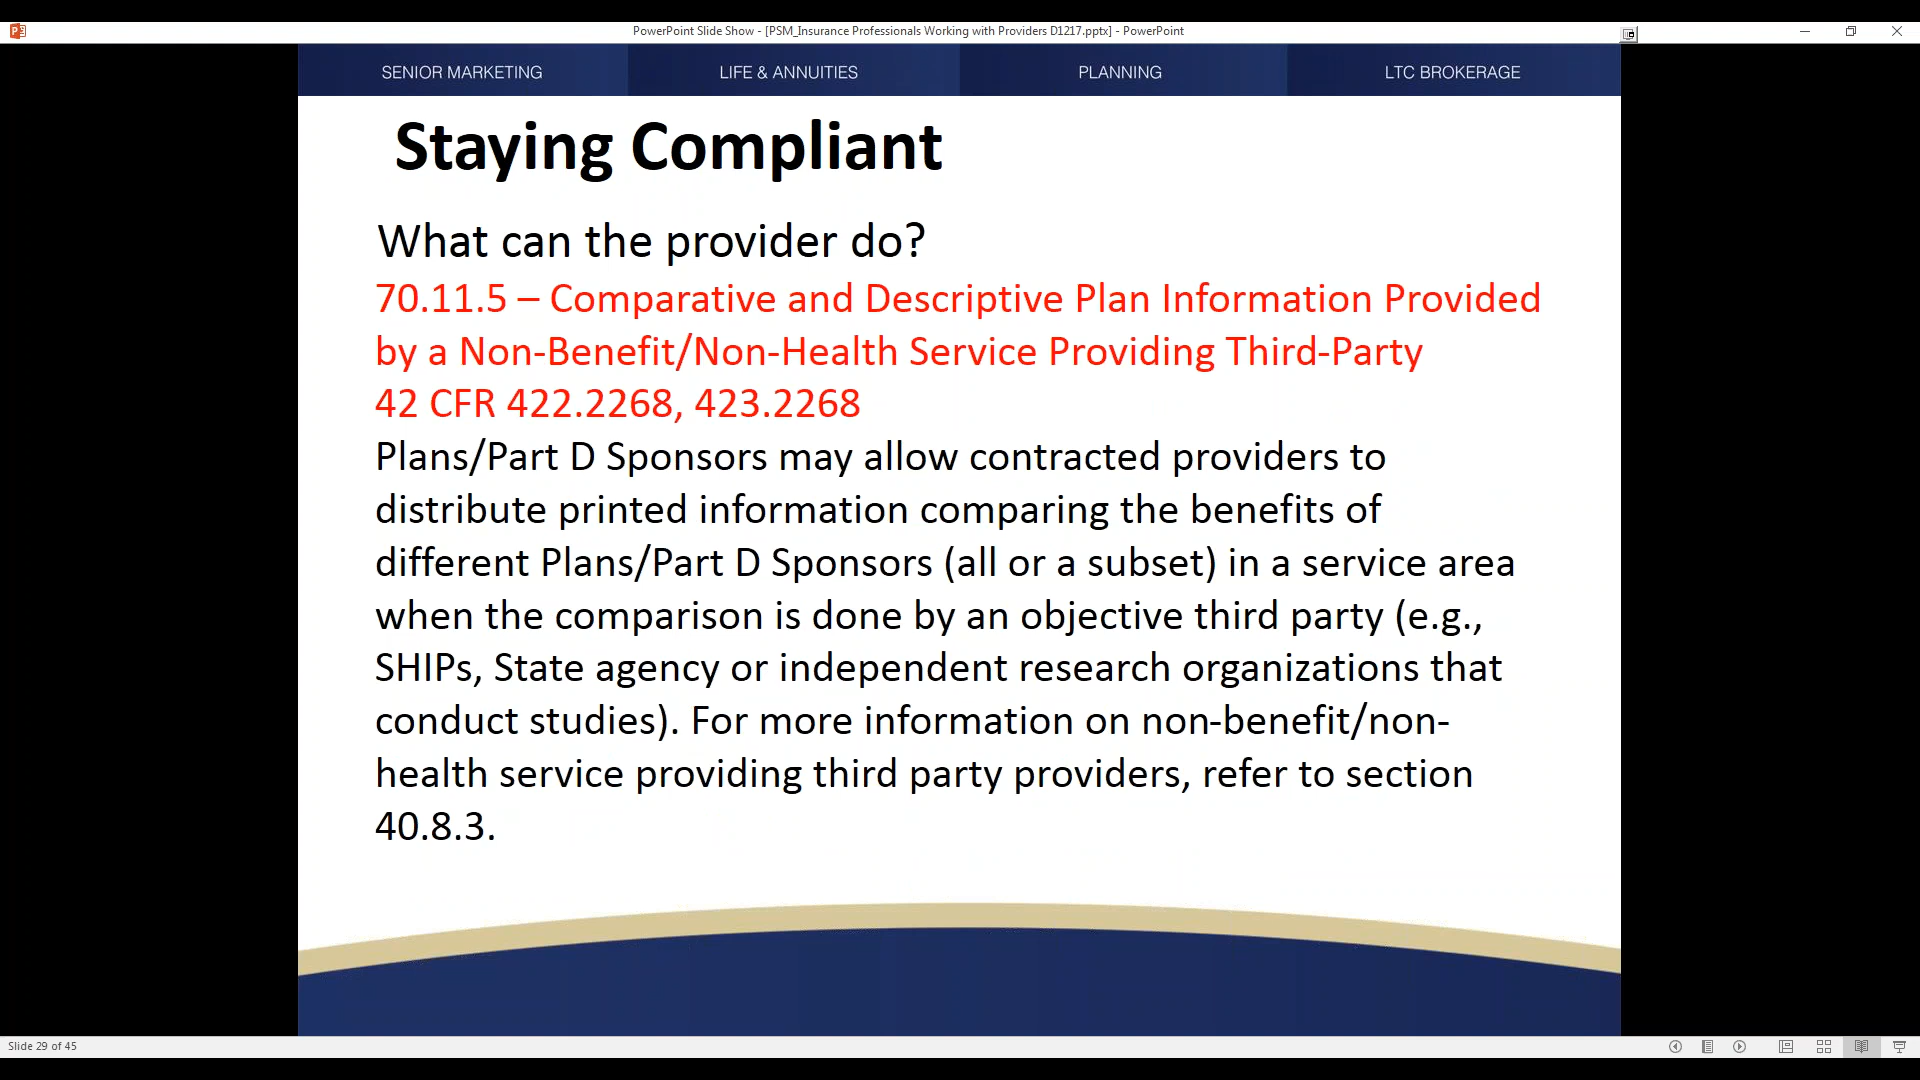 PowerPoint Slide Show - [PSM_Insurance Professionals Working with Providers D1217.pptx] - PowerPoint
SENIOR MARKETING
LIFE & ANNUITIES
PLANNING
LTC BROKERAGE
Staying Compliant
What can the provider do?
70.11.5 – Comparative and Descriptive Plan Information Provided
by a Non-Benefit/Non-Health Service Providing Third-Party
42 CFR 422.2268, 423.2268
Plans/Part D Sponsors may allow contracted providers to
distribute printed information comparing the benefits of
different Plans/Part D Sponsors (all or a subset) in a service area
when the comparison is done by an objective third party (e.g.,
SHIPs, State agency or independent research organizations that
conduct studies). For more information on non-benefit/non-
health service providing third party providers, refer to section
40.8.3.
Slide 29 of 45